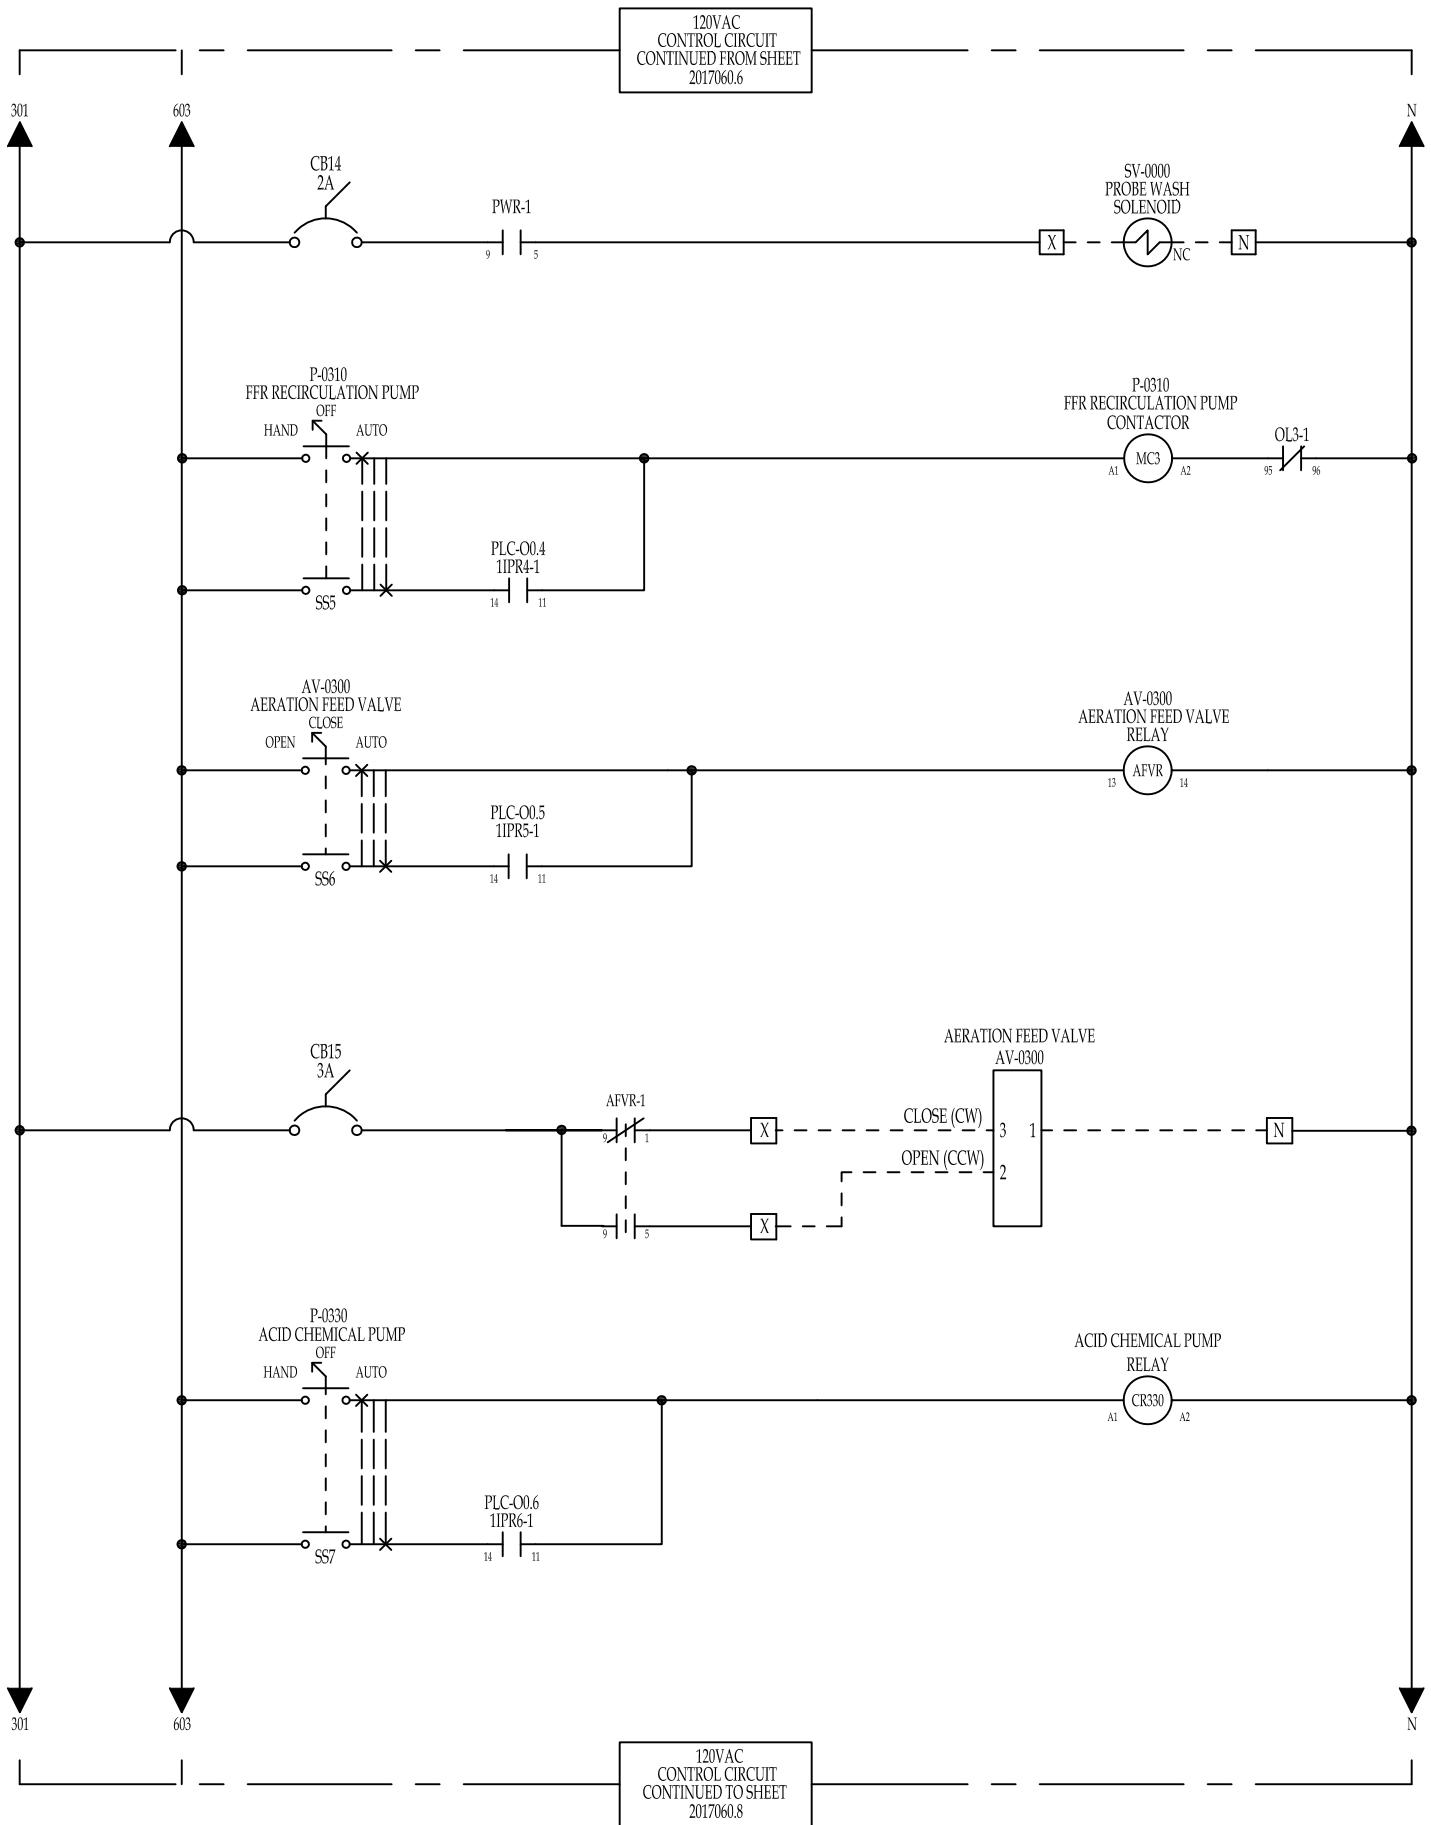 120VAC
CONTROL CIRCUIT
CONTINUED FROM SHEET
2017060.6
301
603
N
CB14
2A
PWR-1
9
5
SV-0000
PROBE WASH
SOLENOID
X
NC
N
P-0310
FFR RECIRCULATION PUMP
OFF
HAND
AUTO
P-0310
FFR RECIRCULATION PUMP
CONTACTOR
MC3
A1
A2
OL3-1
95
96
PLC-O0.4
1IPR4-1
14
11
SS5
AV-0300
AERATION FEED VALVE
CLOSE
OPEN
AUTO
AV-0300
AERATION FEED VALVE
RELAY
13
AFVR
14
PLC-O0.5
1IPR5-1
14
11
SS6
CB15
3A
AFVR-1
9
1
X
CLOSE (CW)
OPEN (CCW)
AERATION FEED VALVE
AV-0300
3
1
2
N
9
5
X
P-0330
ACID CHEMICAL PUMP
OFF
HAND
AUTO
ACID CHEMICAL PUMP
RELAY
CR330
A1
A2
PLC-O0.6
1IPR6-1
14
11
SS7
301
603
N
120VAC
CONTROL CIRCUIT
CONTINUED TO SHEET
2017060.8